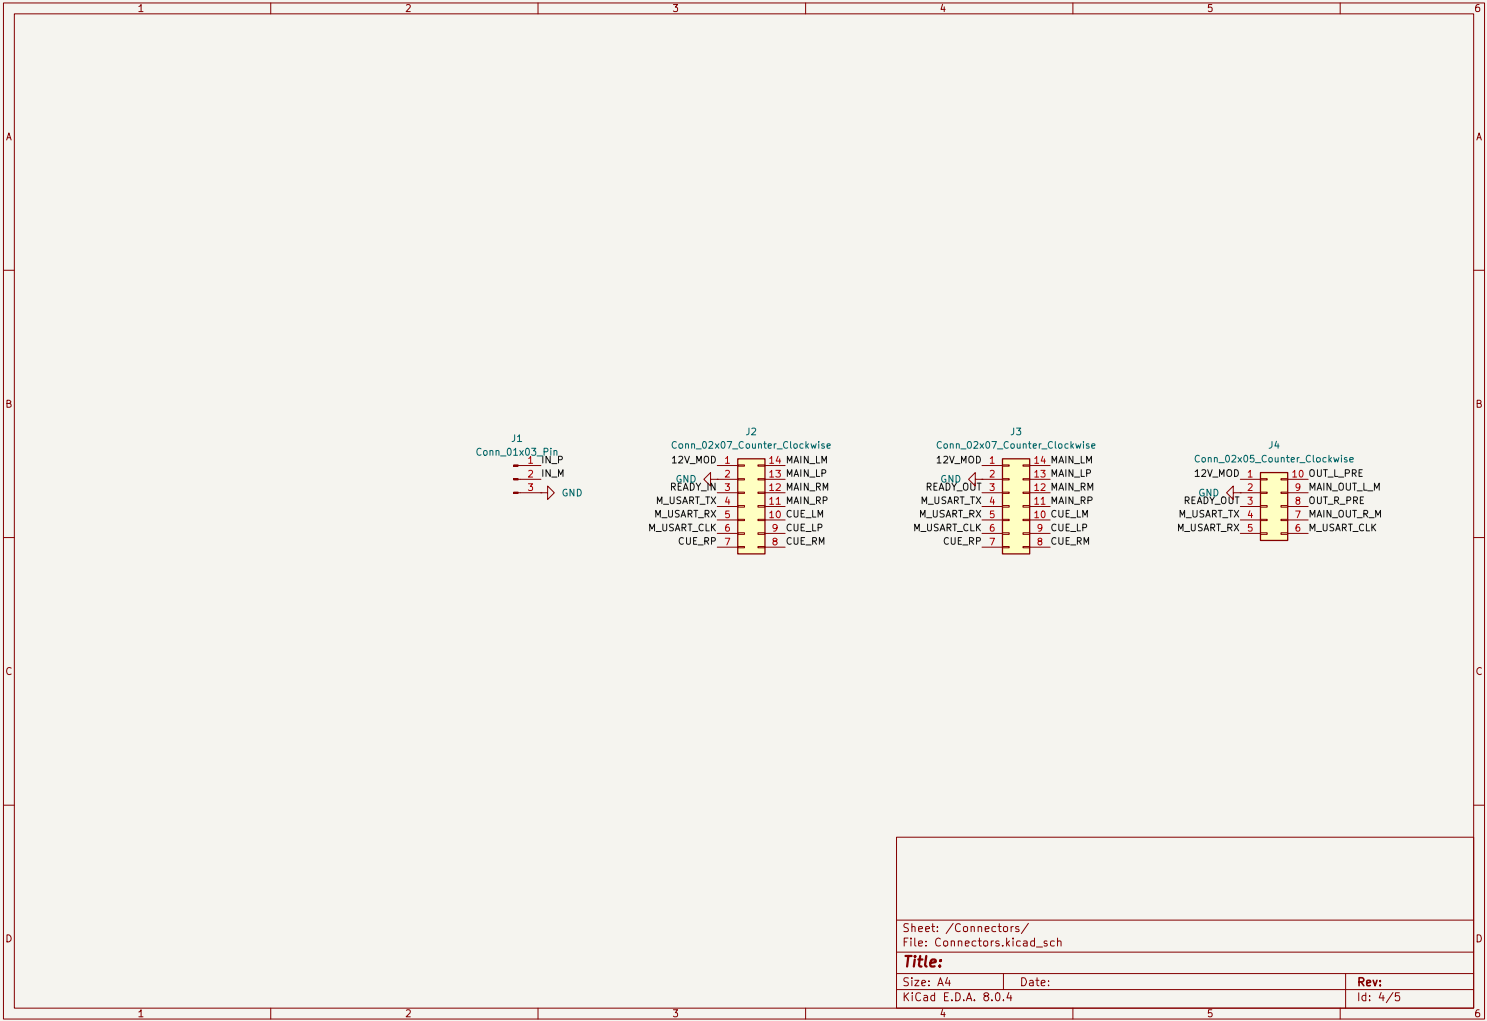 1 2 3 4 5 6
A A
B B
C C
D D
J1
Conn_01x03_Pin
1 IN_P
2 IN_M
3 GND
J2
Conn_02x07_Counter_Clockwise
12V_MOD 1 14 MAIN_LM
GND 2 13 MAIN_LP
READY_IN 3 12 MAIN_RM
M_USART_TX 4 11 MAIN_RP
M_USART_RX 5 10 CUE_LM
M_USART_CLK 6 9 CUE_LP
CUE_RP 7 8 CUE_RM
J3
Conn_02x07_Counter_Clockwise
12V_MOD 1 14 MAIN_LM
GND 2 13 MAIN_LP
READY_OUT 3 12 MAIN_RM
M_USART_TX 4 11 MAIN_RP
M_USART_RX 5 10 CUE_LM
M_USART_CLK 6 9 CUE_LP
CUE_RP 7 8 CUE_RM
J4
Conn_02x05_Counter_Clockwise
12V_MOD 1 10 OUT_L_PRE
GND 2 9 MAIN_OUT_L_M
READY_OUT 3 8 OUT_R_PRE
M_USART_TX 4 7 MAIN_OUT_R_M
M_USART_RX 5 6 M_USART_CLK
Sheet: /Connectors/
File: Connectors.kicad_sch
Title:
Size: A4 Date: Rev:
KiCad E.D.A. 8.0.4 Id: 4/5
1 2 3 4 5 6